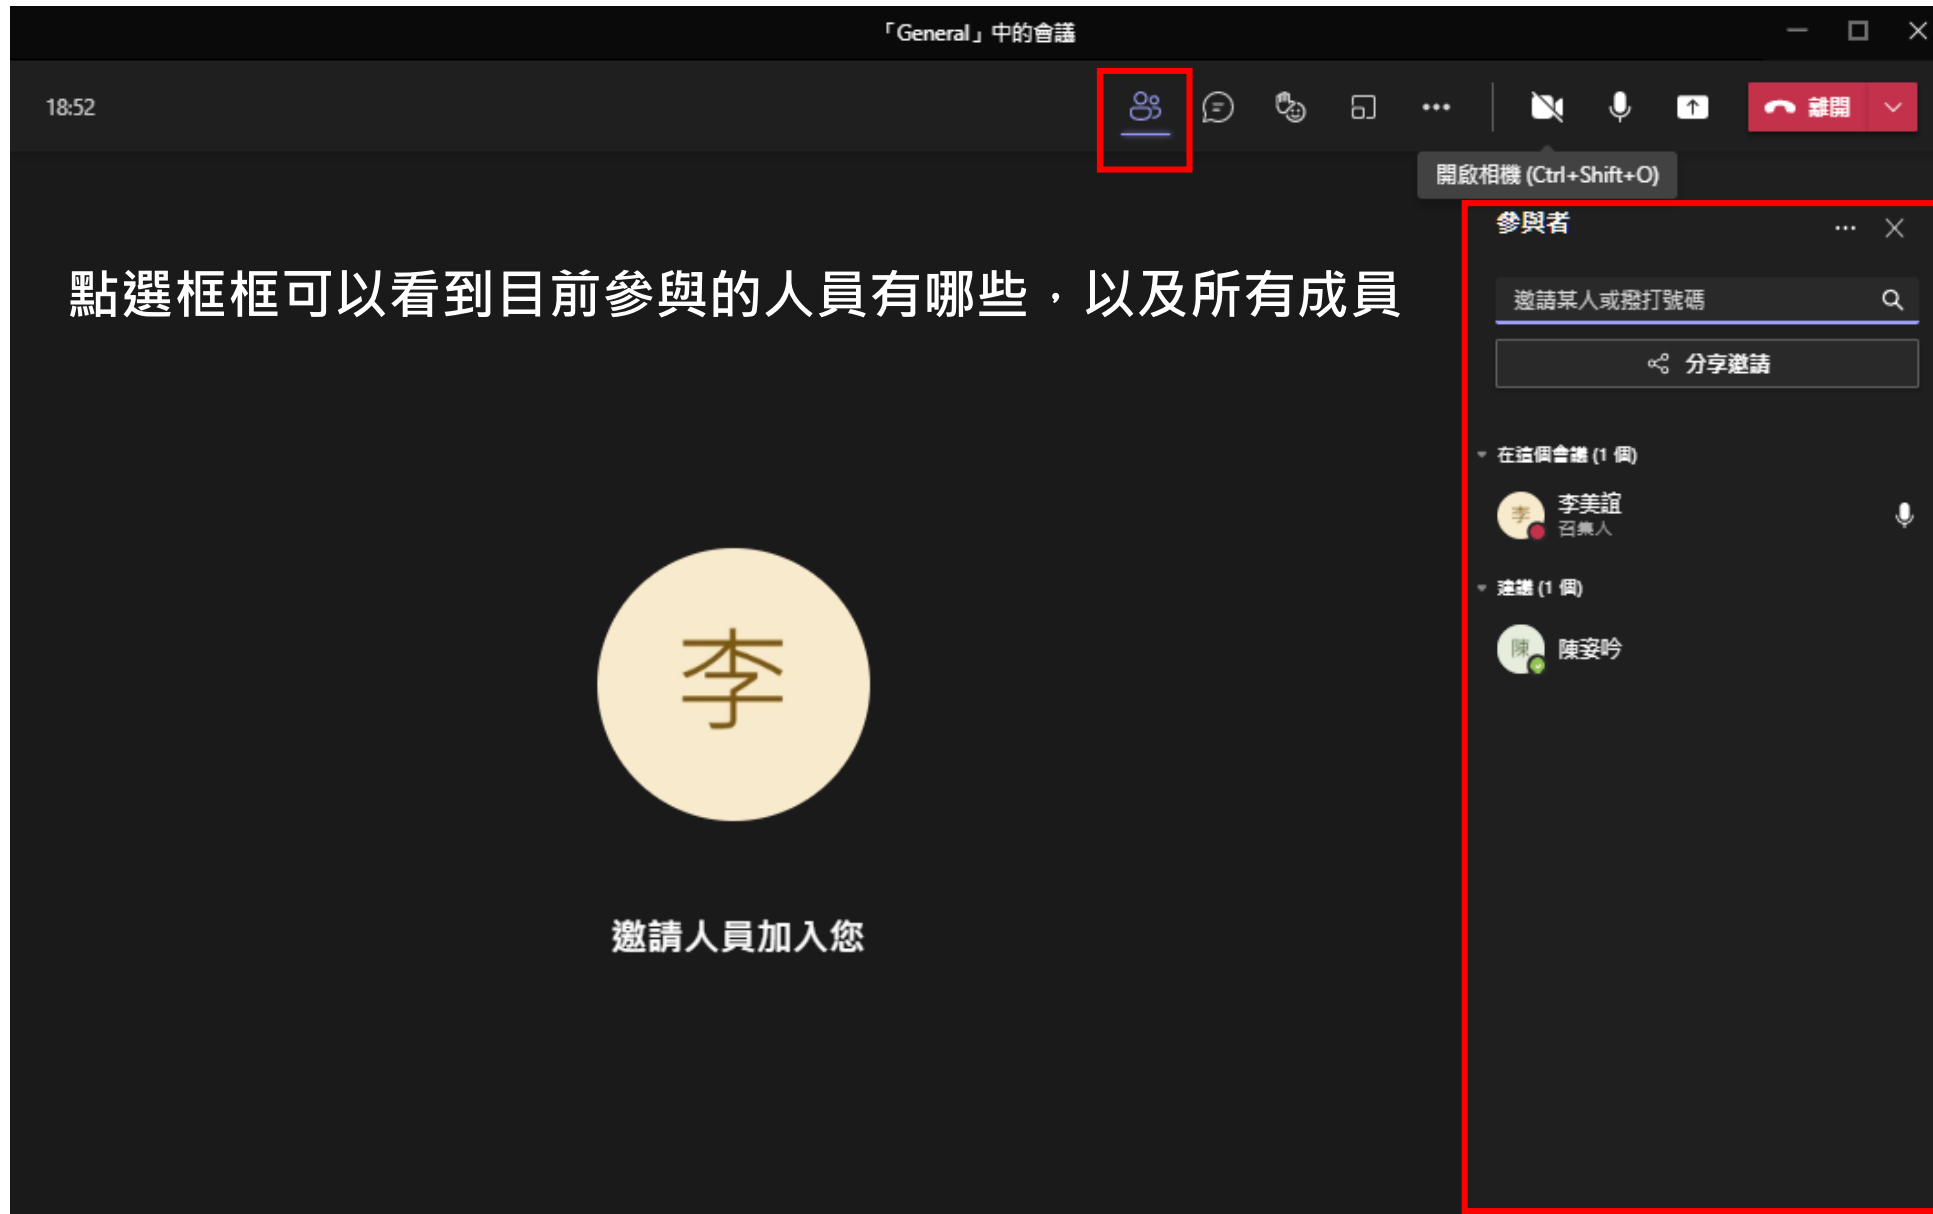 「General」中的會議
18:52
離開
開啟相機 (Ctrl+Shift+O)
參與者
點選框框可以看到目前參與的人員有哪些，以及所有成員
邀請某人或撥打號碼
分享邀請
在這個會議 (1 個)
李
李美誼
召集人
建議 (1 個)
陳
陳姿吟
李
邀請人員加入您